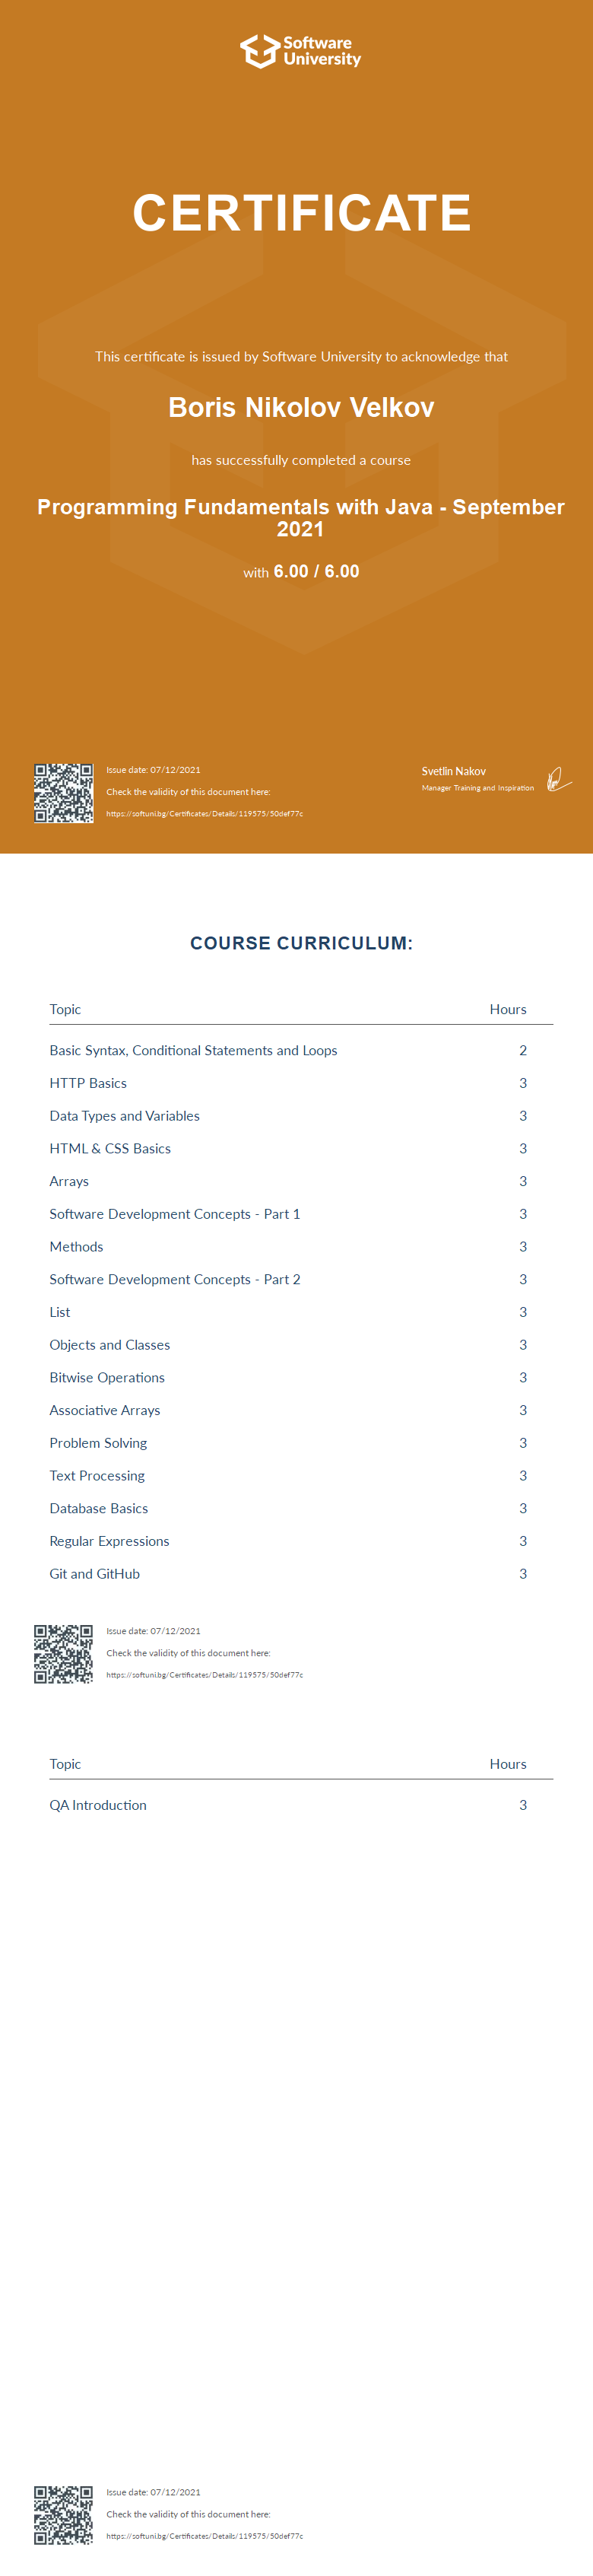 Software
University
CERTIFICATE
This certificate is issued by Software University to acknowledge that
Boris Nikolov Velkov
has successfully completed a course
Programming Fundamentals with Java - September
2021
with 6.00 / 6.00
Issue date: 07/12/2021
Check the validity of this document here:
https://softuni.bg/Certificates/Details/119575/50def77c
Svetlin Nakov
Manager Training and Inspiration
COURSE CURRICULUM:
Topic Hours
Basic Syntax, Conditional Statements and Loops 2
HTTP Basics 3
Data Types and Variables 3
HTML & CSS Basics 3
Arrays 3
Software Development Concepts - Part 1 3
Methods 3
Software Development Concepts - Part 2 3
List 3
Objects and Classes 3
Bitwise Operations 3
Associative Arrays 3
Problem Solving 3
Text Processing 3
Database Basics 3
Regular Expressions 3
Git and GitHub 3
Issue date: 07/12/2021
Check the validity of this document here:
https://softuni.bg/Certificates/Details/119575/50def77c
Topic Hours
QA Introduction 3
Issue date: 07/12/2021
Check the validity of this document here:
https://softuni.bg/Certificates/Details/119575/50def77c